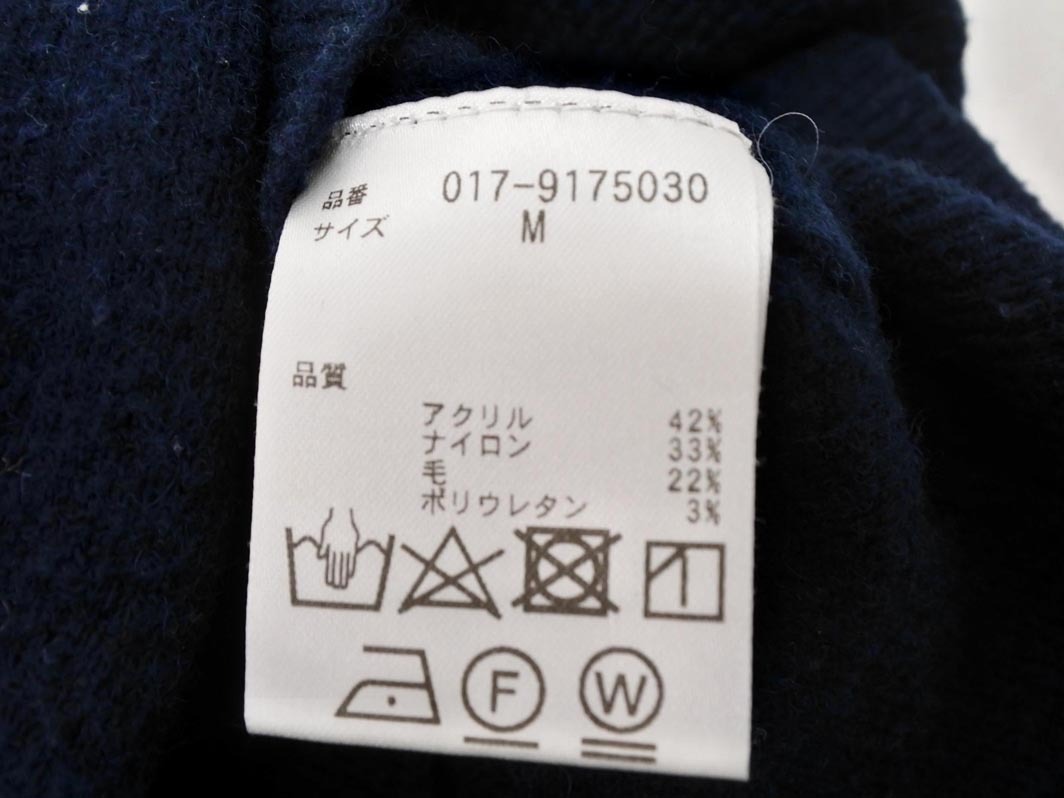 品番 017-9175030
サイズ M
品質
アクリル 42%
ナイロン 33%
毛 22%
ポリウレタン 3%
F W